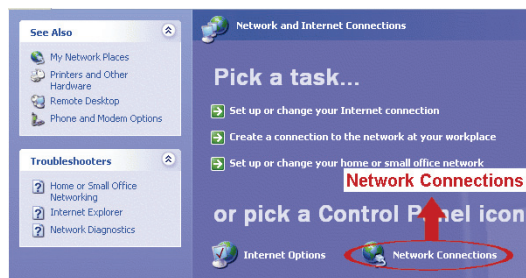 See Also
My Network Places
Printers and Other
Hardware
Remote Desktop
Phone and Modem Options
Troubleshooters
Home or Small Office
Networking
Internet Explorer
Network Diagnostics
Network and Internet Connections
Pick a task...
Set up or change your Internet connection
Create a connection to the network at your workplace
Set up or change your home or small office network
Network Connections
or pick a Control Panel icon
Internet Options
Network Connections